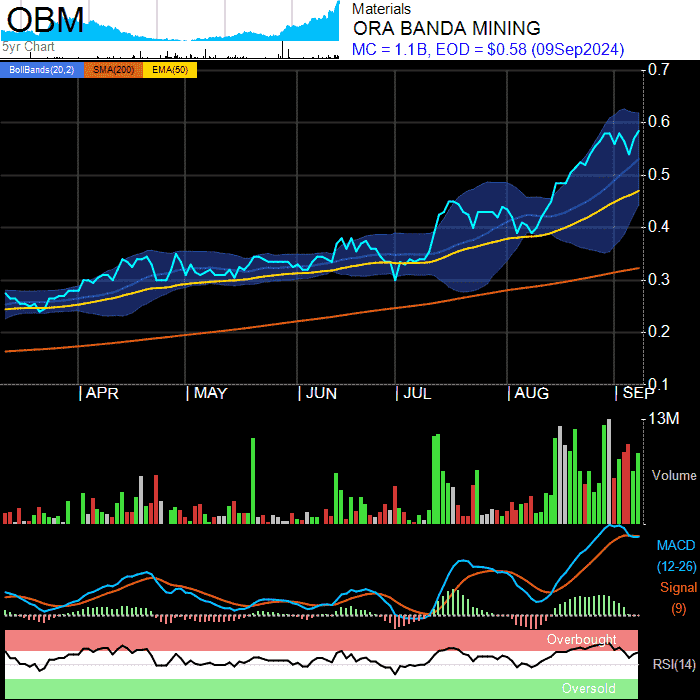 OBM
5yr Chart
Materials
ORA BANDA MINING
MC = 1.1B, EOD = $0.58 (09Sep2024)
BollBands(20,2) SMA(200) EMA(50)
0.7
0.6
0.5
0.4
0.3
0.2
0.1
APR MAY JUN JUL AUG SEP
13M
Volume
MACD
(12-26)
Signal
(9)
Overbought
RSI(14)
Oversold